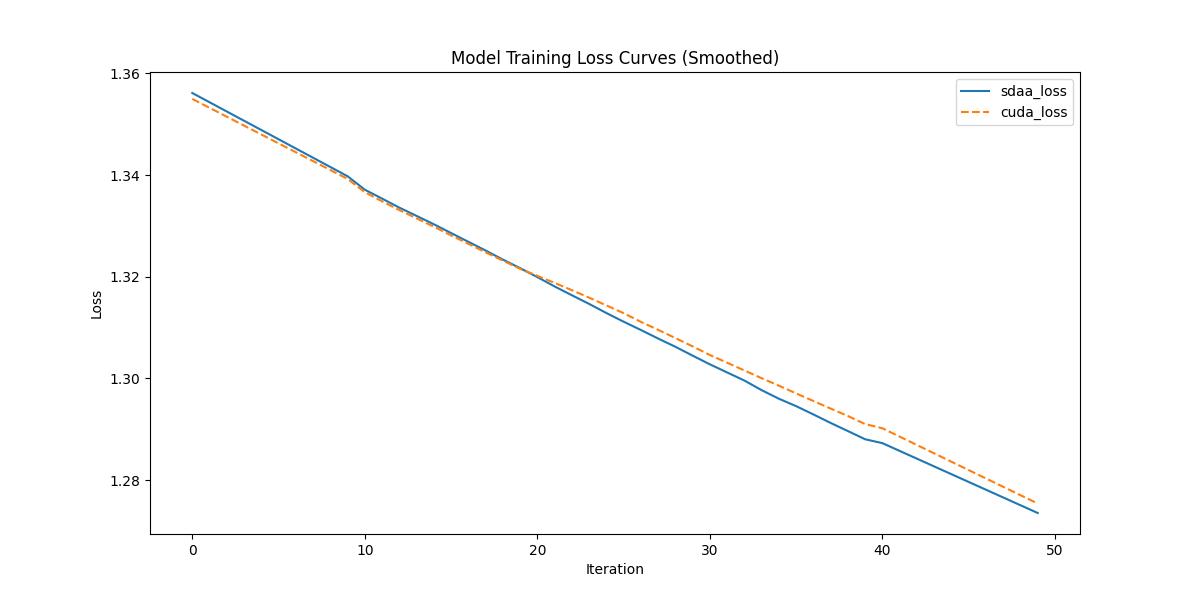 Model Training Loss Curves (Smoothed)
sdaa_loss
cuda_loss
Loss
1.36
1.34
1.32
1.30
1.28
0 10 20 30 40 50
Iteration